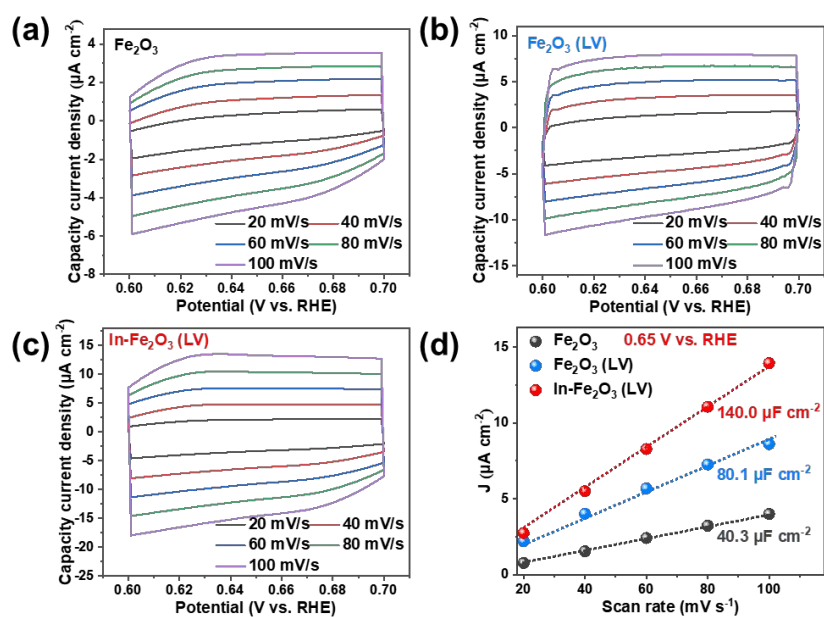 (a)
Fe₂O₃
Capacity current density (µA cm⁻²)
4
2
0
-2
-4
-6
-8
20 mV/s 40 mV/s
60 mV/s 80 mV/s
100 mV/s
0.60 0.62 0.64 0.66 0.68 0.70
Potential (V vs. RHE)
(b)
Fe₂O₃ (LV)
Capacity current density (µA cm⁻²)
10
5
0
-5
-10
-15
20 mV/s 40 mV/s
60 mV/s 80 mV/s
100 mV/s
0.60 0.62 0.64 0.66 0.68 0.70
Potential (V vs. RHE)
(c)
In-Fe₂O₃ (LV)
Capacity current density (µA cm⁻²)
15
10
5
0
-5
-10
-15
-20
-25
20 mV/s 40 mV/s
60 mV/s 80 mV/s
100 mV/s
0.60 0.62 0.64 0.66 0.68 0.70
Potential (V vs. RHE)
(d)
Fe₂O₃ 0.65 V vs. RHE
Fe₂O₃ (LV)
In-Fe₂O₃ (LV)
140.0 µF cm⁻²
80.1 µF cm⁻²
40.3 µF cm⁻²
J (µA cm⁻²)
15
10
5
0
20 40 60 80 100
Scan rate (mV s⁻¹)